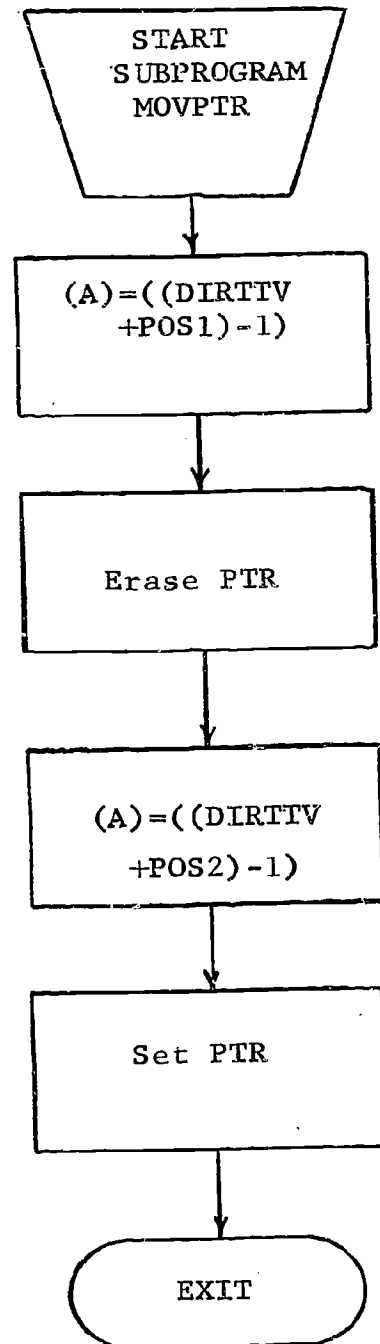 START
SUBPROGRAM
MOVPTR
(A)=((DIRTTV
+POS1)-1)
Erase PTR
(A)=((DIRTTV
+POS2)-1)
Set PTR
EXIT